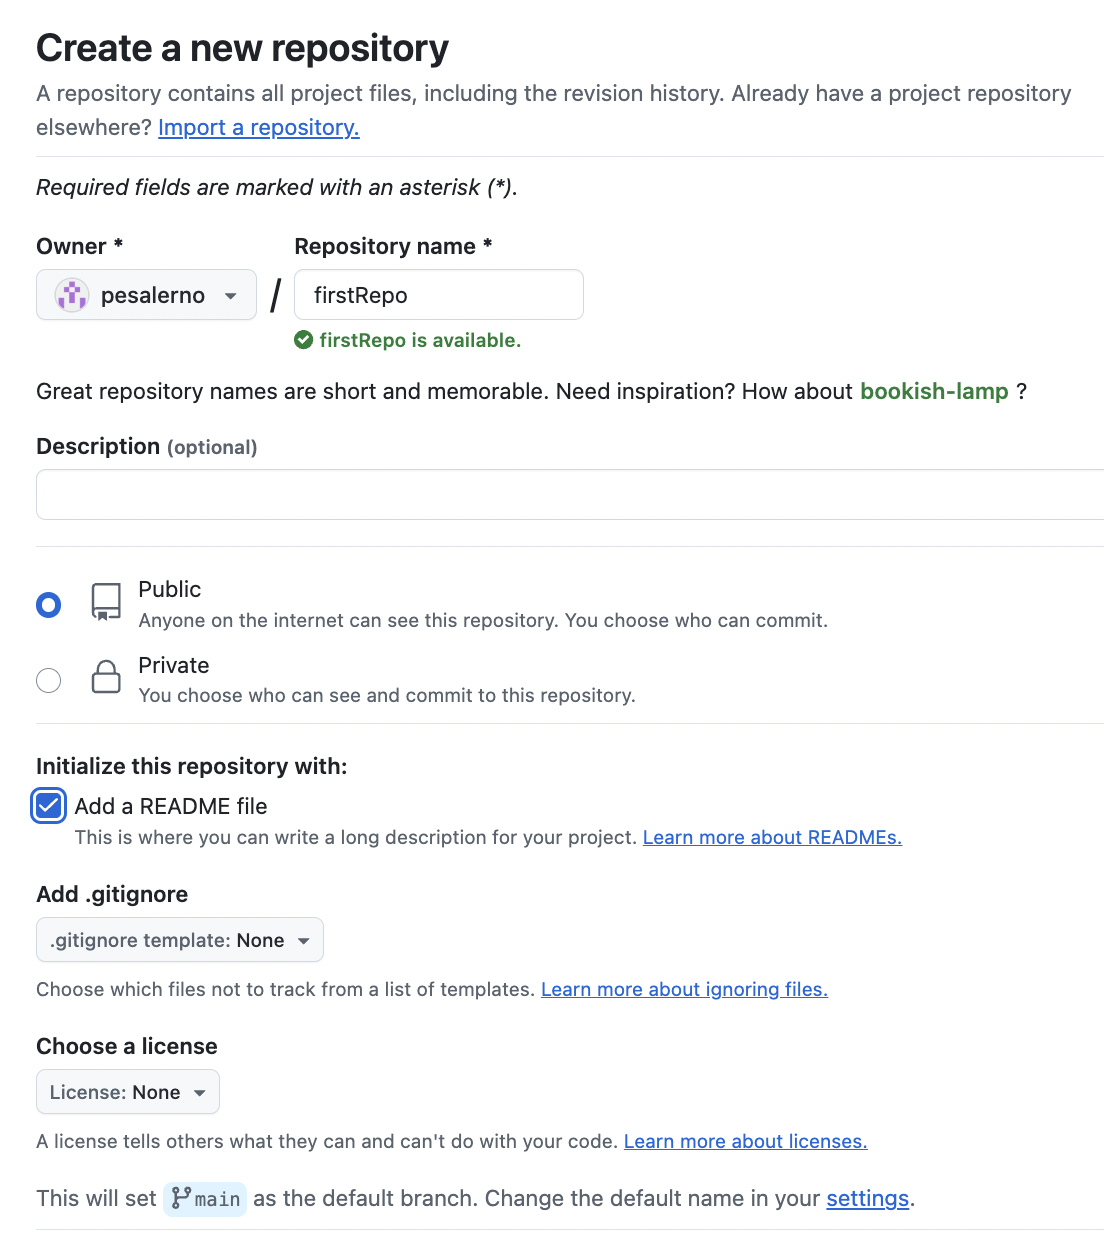 Create a new repository
A repository contains all project files, including the revision history. Already have a project repository
elsewhere? Import a repository.
Required fields are marked with an asterisk (*).
Owner * Repository name *
pesalerno / firstRepo
firstRepo is available.
Great repository names are short and memorable. Need inspiration? How about bookish-lamp ?
Description (optional)
Public
Anyone on the internet can see this repository. You choose who can commit.
Private
You choose who can see and commit to this repository.
Initialize this repository with:
Add a README file
This is where you can write a long description for your project. Learn more about READMEs.
Add .gitignore
.gitignore template: None
Choose which files not to track from a list of templates. Learn more about ignoring files.
Choose a license
License: None
A license tells others what they can and can't do with your code. Learn more about licenses.
This will set main as the default branch. Change the default name in your settings.